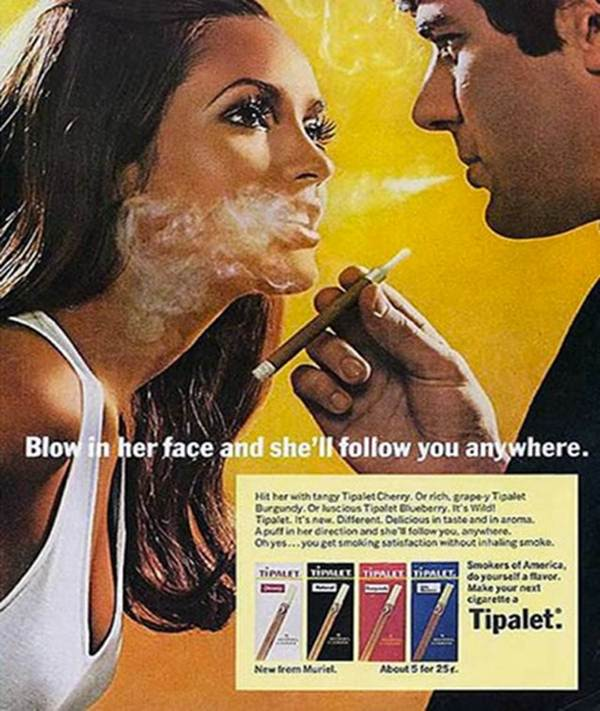 Blow in her face and she'll follow you anywhere.
Hit her with tangy Tipalet Cherry. Or rich, grape-y Tipalet
Burgundy. Or luscious Tipalet Blueberry. It's Wild!
Tipalet. It's new. Different. Delicious in taste and in aroma.
A puff in her direction and she'll follow you, anywhere.
Oh yes... you get smoking satisfaction without inhaling smoke.
TIPALET TIPALET TIPALET TIPALET
Cherry Natural Burgundy
Smokers of America,
do yourself a flavor.
Make your next
cigarette a
Tipalet.
New from Muriel. About 5 for 25¢.